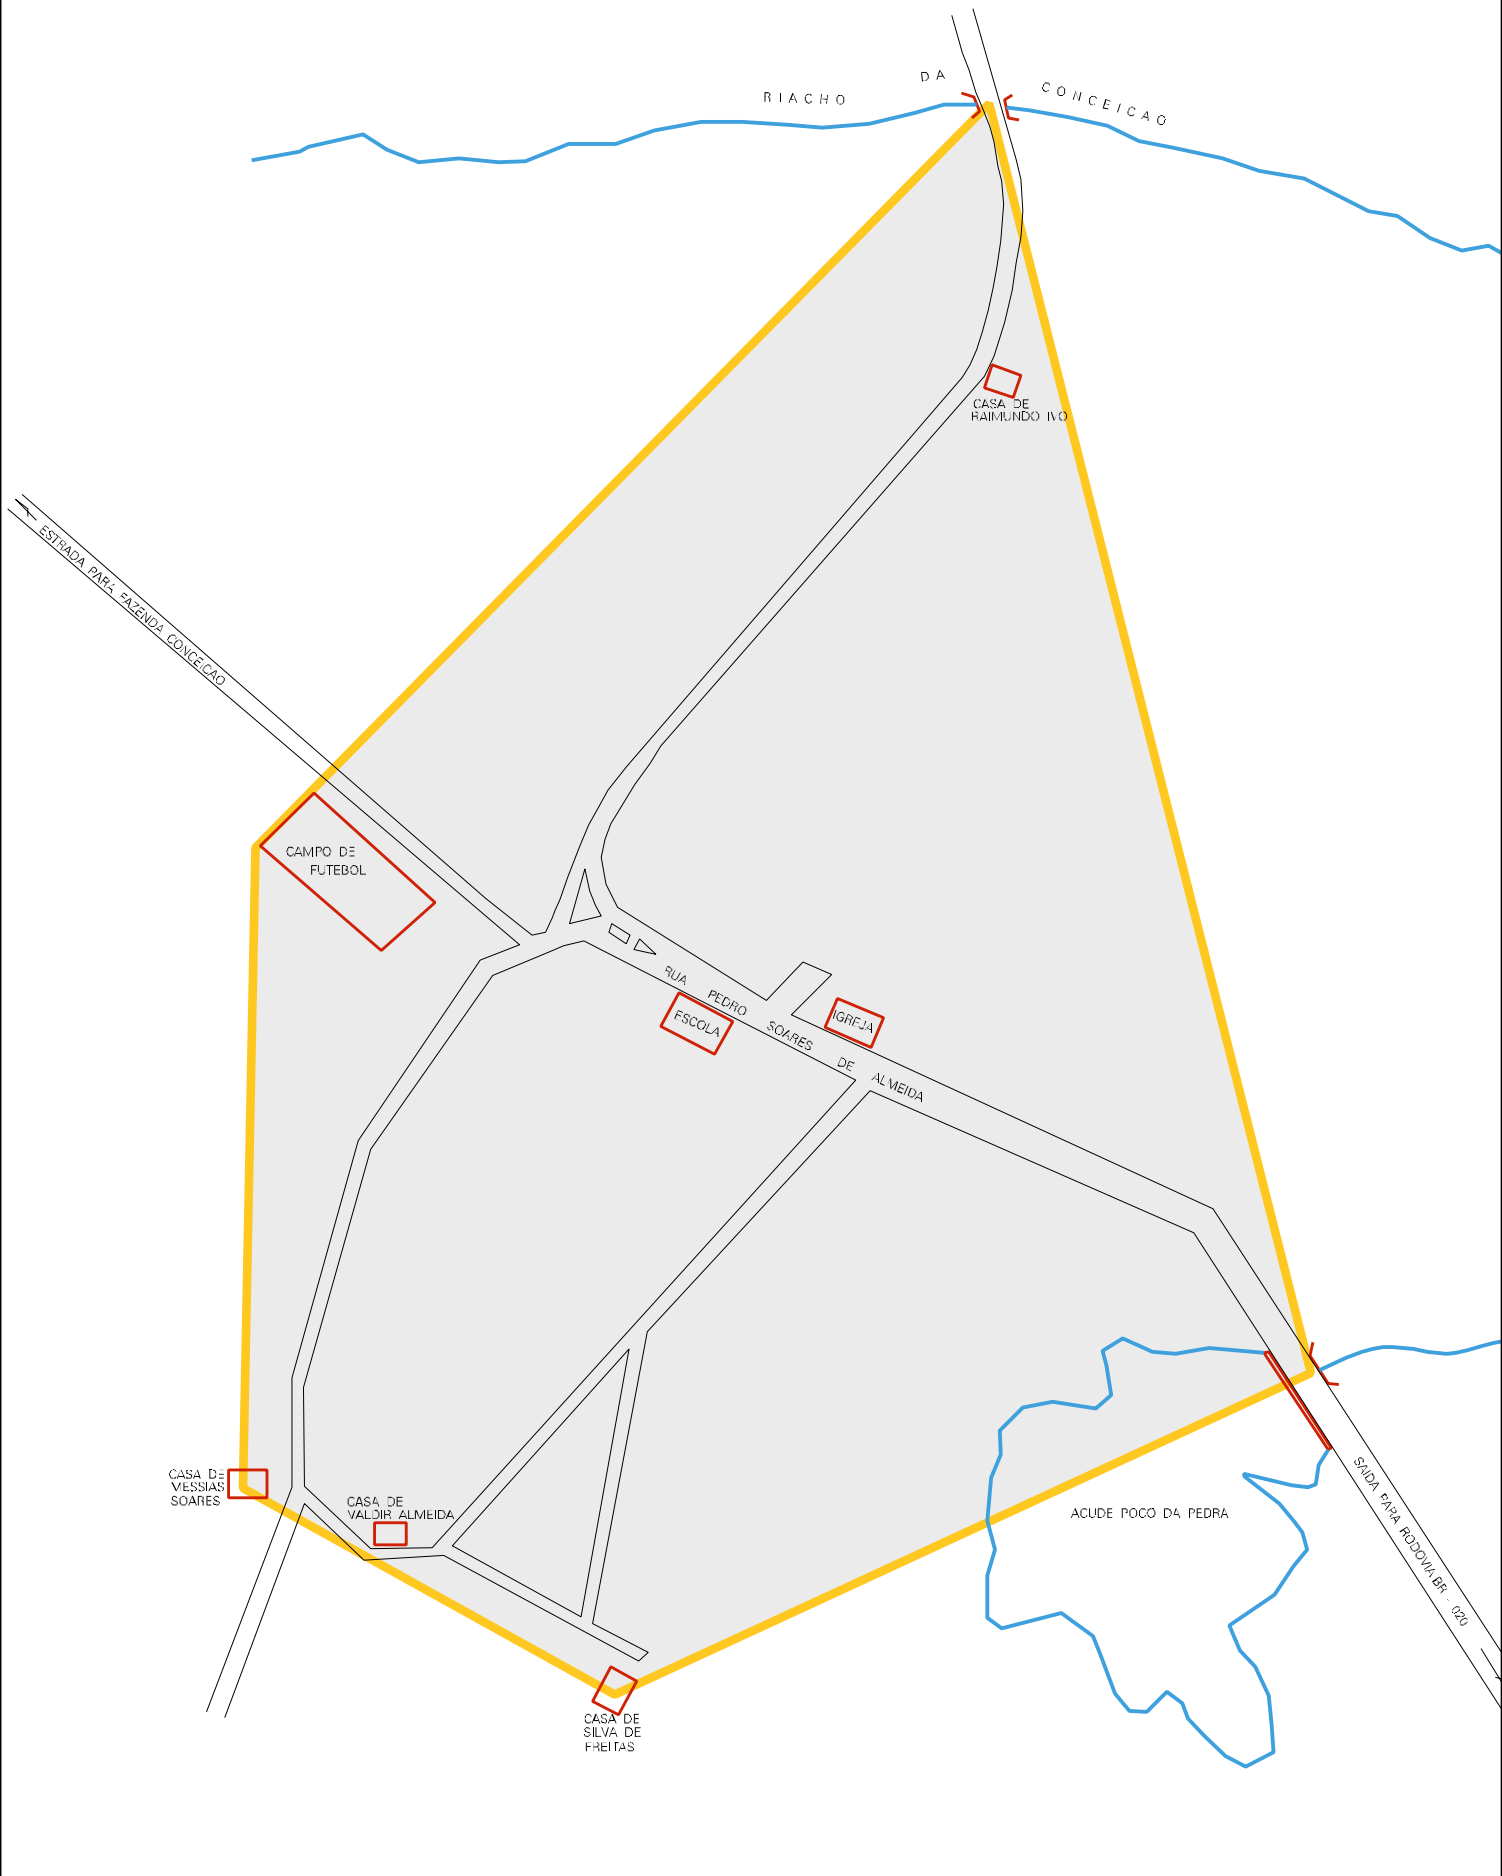 DA
RIACHO
CONCEICAO
CASA DE
RAIMUNDO IVO
ESTRADA PARA FAZENDA CONCEICAO
CAMPO DE
FUTEBOL
RUA PEDRO SOARES DE ALMEIDA
ESCOLA
IGREJA
CASA DE
MESSIAS
SOARES
CASA DE
VALDIR ALMEIDA
SAIDA PARA RODOVIA BR - 020
ACUDE POCO DA PEDRA
CASA DE
SILVA DE
FREITAS